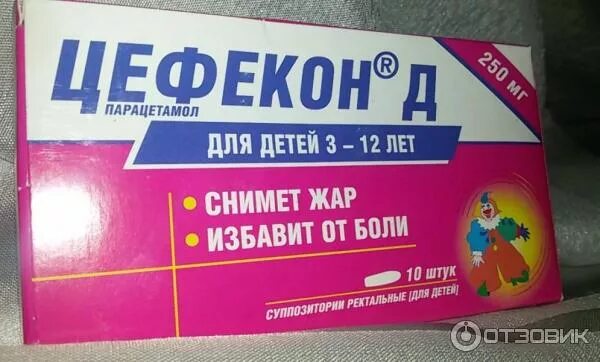 ЦЕФЕКОН® Д
ПАРАЦЕТАМОЛ
250 МГ
ДЛЯ ДЕТЕЙ 3 – 12 ЛЕТ
• СНИМЕТ ЖАР
• ИЗБАВИТ ОТ БОЛИ
10 штук
СУППОЗИТОРИИ РЕКТАЛЬНЫЕ [ДЛЯ ДЕТЕЙ]
ОТЗОВИК